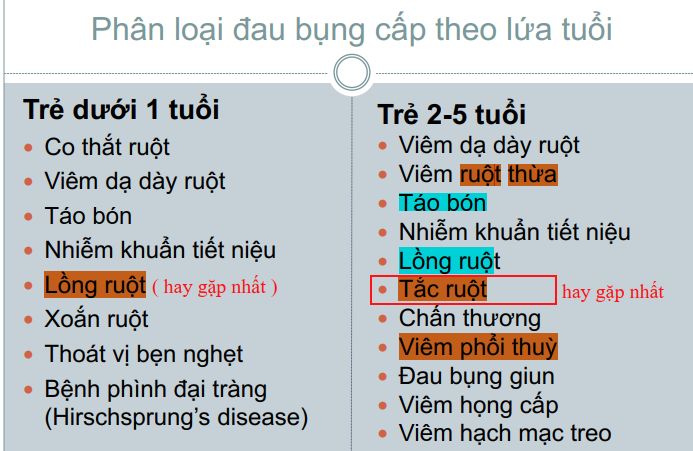 Phân loại đau bụng cấp theo lứa tuổi
Trẻ dưới 1 tuổi
Co thắt ruột
Viêm dạ dày ruột
Táo bón
Nhiễm khuẩn tiết niệu
Lồng ruột ( hay gặp nhất )
Xoắn ruột
Thoát vị bẹn nghẹt
Bệnh phình đại tràng
(Hirschsprung's disease)
Trẻ 2-5 tuổi
Viêm dạ dày ruột
Viêm ruột thừa
Táo bón
Nhiễm khuẩn tiết niệu
Lồng ruột
Tắc ruột hay gặp nhất
Chấn thương
Viêm phổi thuỳ
Đau bụng giun
Viêm họng cấp
Viêm hạch mạc treo